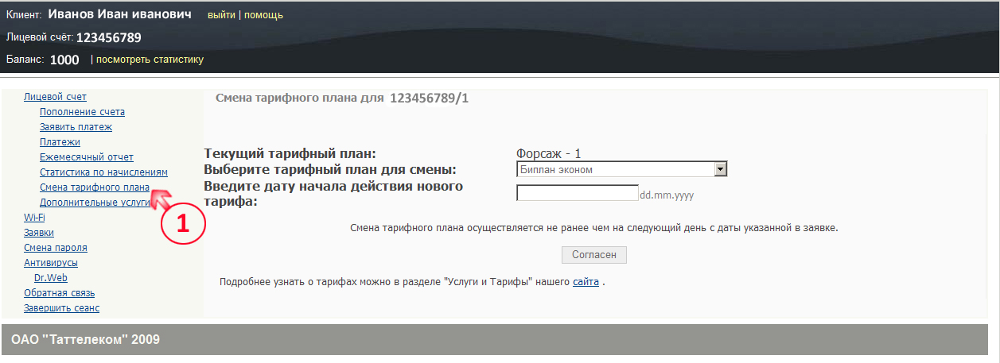 Клиент: Иванов Иван иванович выйти | помощь
Лицевой счёт: 123456789
Баланс: 1000 | посмотреть статистику
Лицевой счет
Пополнение счета
Заявить платеж
Платежи
Ежемесячный отчет
Статистика по начислениям
Смена тарифного плана
Дополнительные услуги
1
Wi-Fi
Заявки
Смена пароля
Антивирусы
Dr.Web
Обратная связь
Завершить сеанс
Смена тарифного плана для 123456789/1
Текущий тарифный план: Форсаж - 1
Выберите тарифный план для смены: Биплан эконом
Введите дату начала действия нового
тарифа: dd.mm.yyyy
Смена тарифного плана осуществляется не ранее чем на следующий день с даты указанной в заявке.
Согласен
Подробнее узнать о тарифах можно в разделе "Услуги и Тарифы" нашего сайта .
ОАО "Таттелеком" 2009